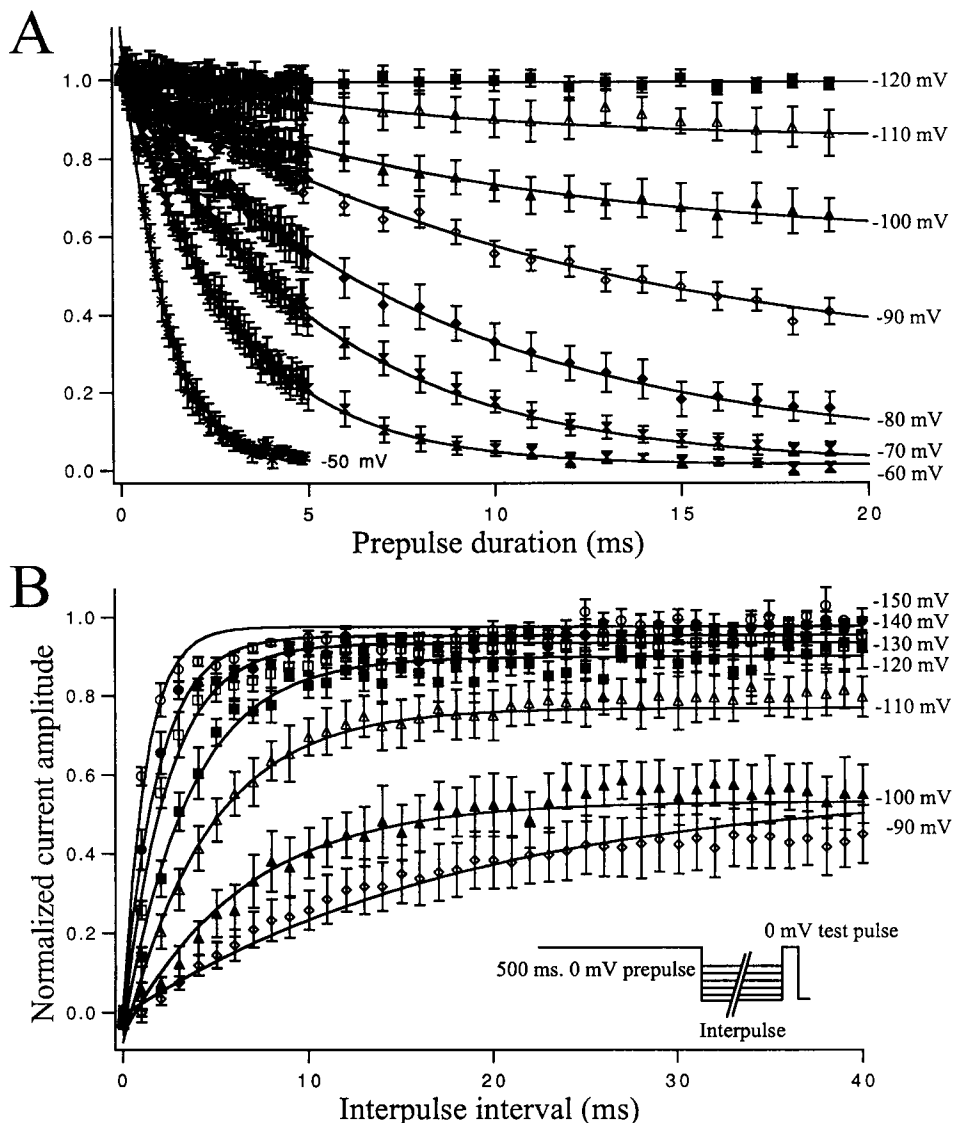 A
1.0
0.8
0.6
0.4
0.2
0.0
-120 mV
-110 mV
-100 mV
-90 mV
-80 mV
-70 mV
-60 mV
-50 mV
0
5
10
15
20
Prepulse duration (ms)
B
Normalized current amplitude
1.0
0.8
0.6
0.4
0.2
0.0
-150 mV
-140 mV
-130 mV
-120 mV
-110 mV
-100 mV
-90 mV
0 mV test pulse
500 ms. 0 mV prepulse
Interpulse
0
10
20
30
40
Interpulse interval (ms)